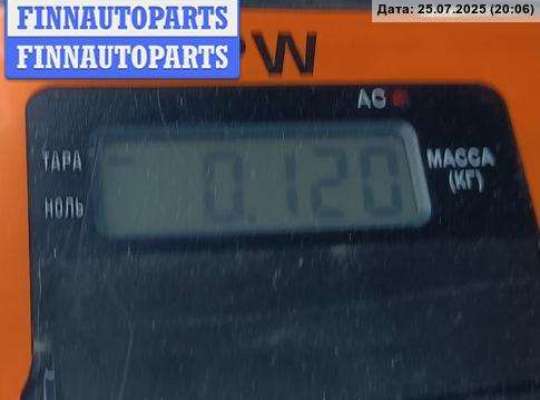 FINNAUTOPARTS
FINNAUTOPARTS
Дата: 25.07.2025 (20:06)
W
AC
ТАРА
0.120
МАССА
(КГ)
НОЛЬ